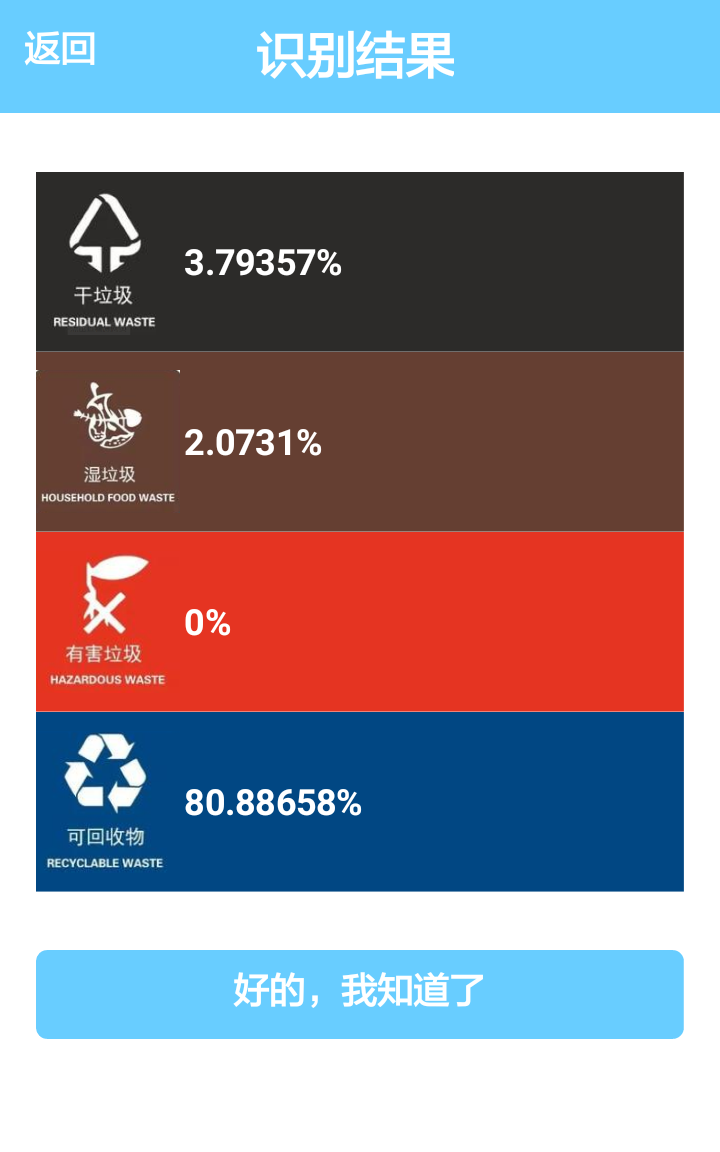 返回
识别结果
干垃圾
RESIDUAL WASTE
3.79357%
湿垃圾
HOUSEHOLD FOOD WASTE
2.0731%
有害垃圾
HAZARDOUS WASTE
0%
可回收物
RECYCLABLE WASTE
80.88658%
好的，我知道了